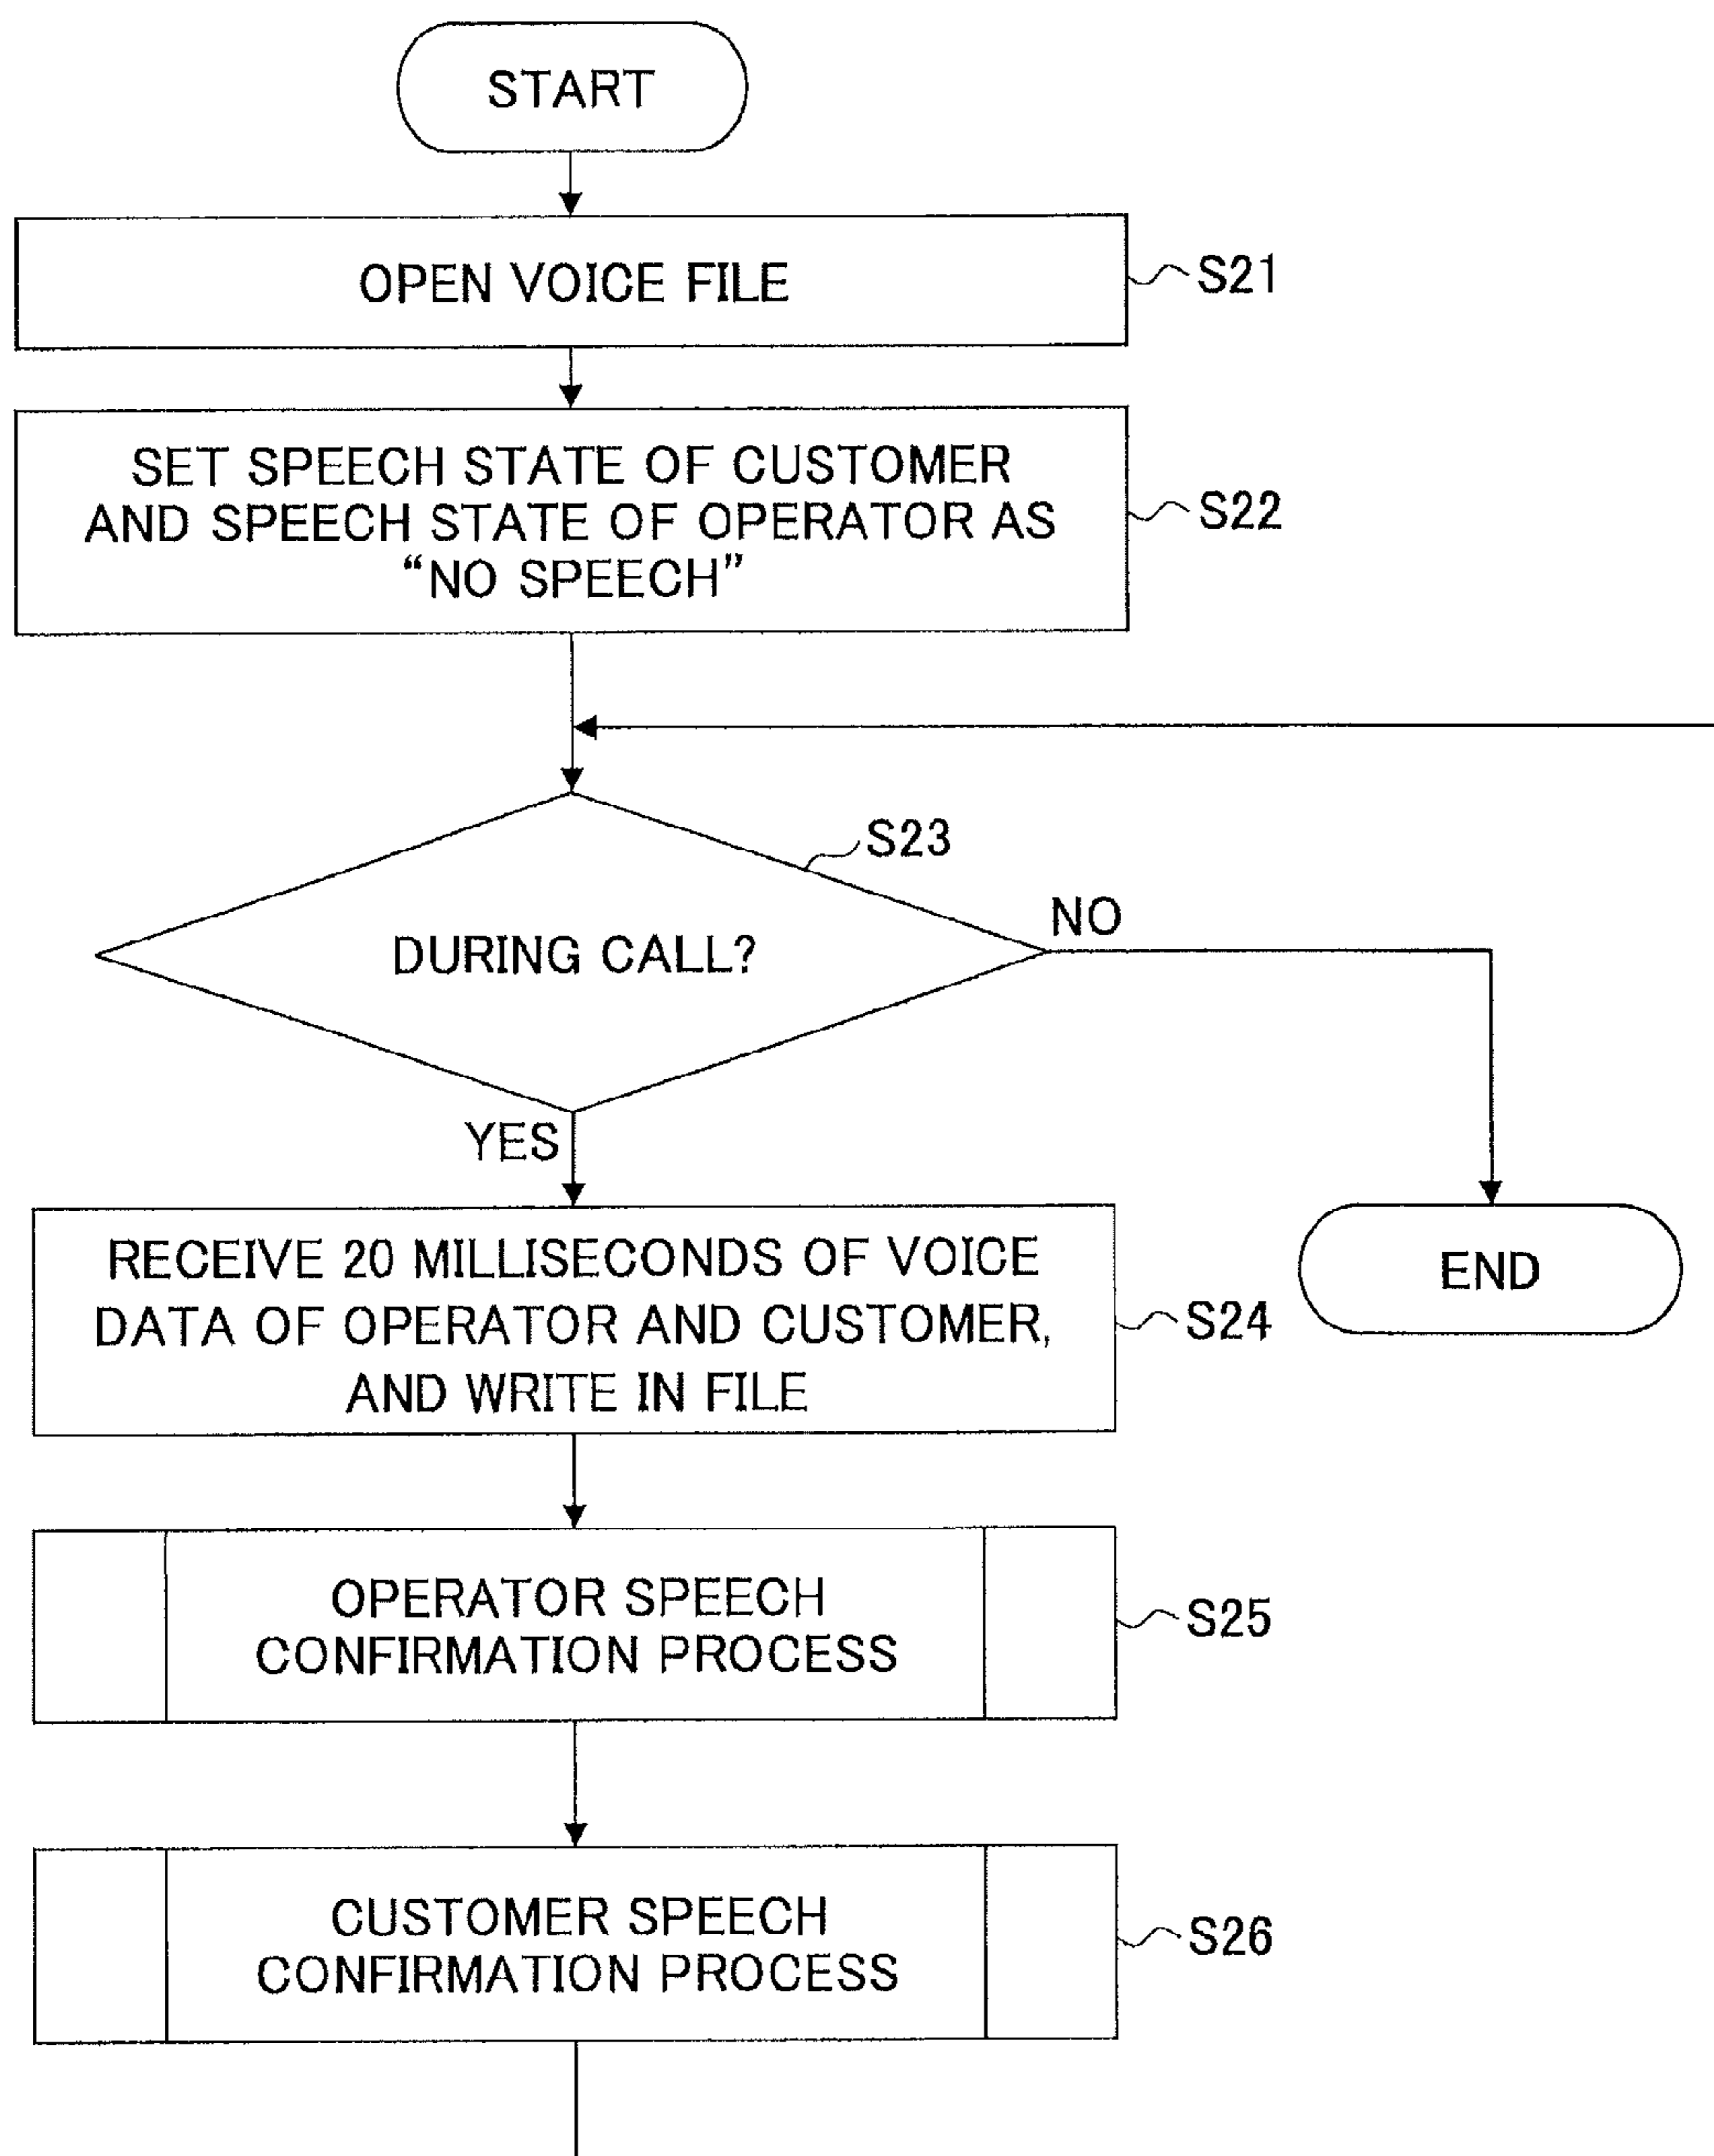 START
OPEN VOICE FILE
S21
SET SPEECH STATE OF CUSTOMER
AND SPEECH STATE OF OPERATOR AS
“NO SPEECH”
S22
S23
DURING CALL?
NO
YES
RECEIVE 20 MILLISECONDS OF VOICE
DATA OF OPERATOR AND CUSTOMER,
AND WRITE IN FILE
S24
END
OPERATOR SPEECH
CONFIRMATION PROCESS
S25
CUSTOMER SPEECH
CONFIRMATION PROCESS
S26